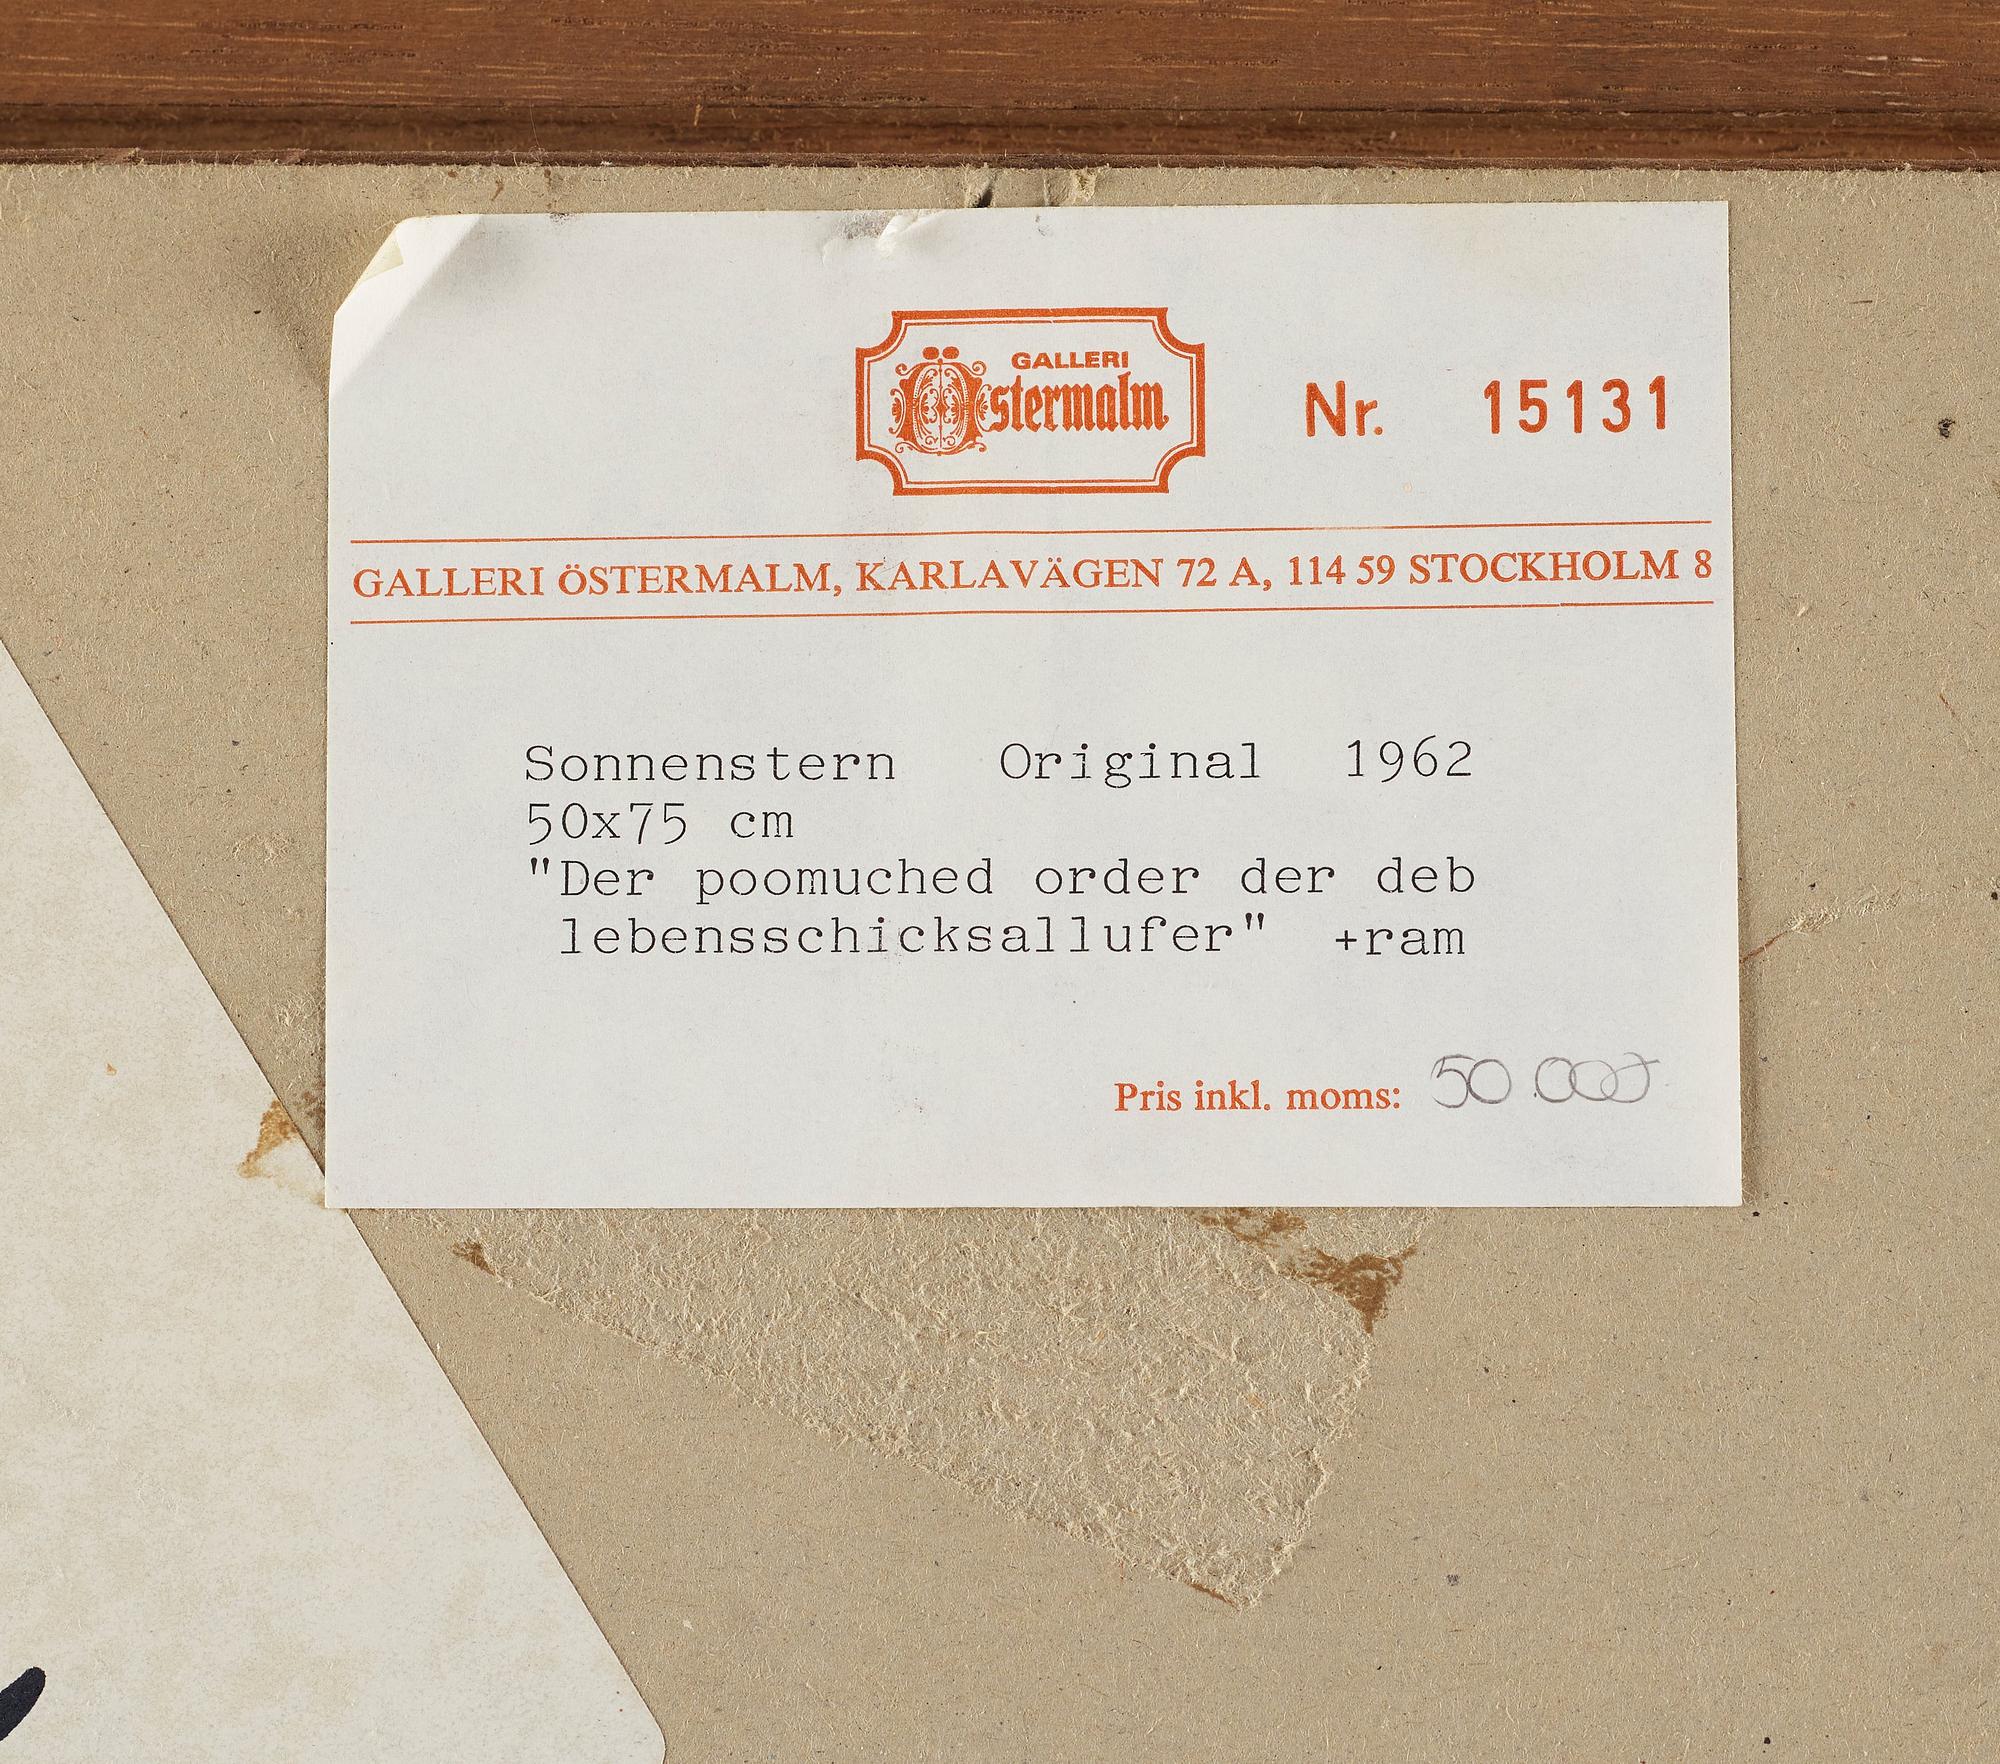 GALLERI
Östermalm
Nr. 15131
GALLERI ÖSTERMALM, KARLAVÄGEN 72 A, 114 59 STOCKHOLM 8
Sonnenstern Original 1962
50x75 cm
"Der poomuched order der deb
lebensschicksallufer" +ram
Pris inkl. moms: 50.000